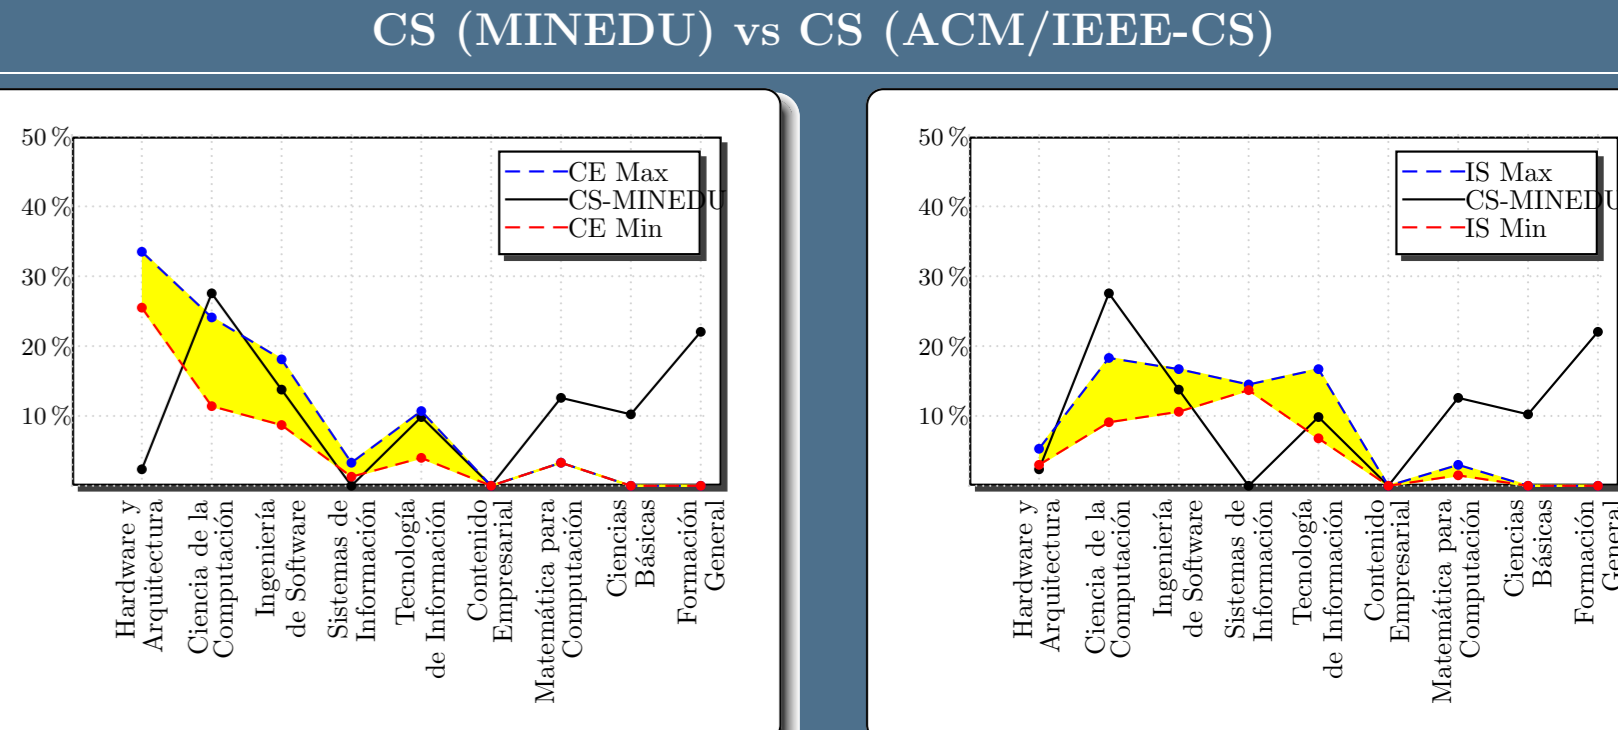 CS (MINEDU) vs CS (ACM/IEEE-CS)
50 %
40 %
30 %
20 %
10 %
CE Max
CS-MINEDU
CE Min
Hardware y
Arquitectura
Ciencia de la
Computación
Ingeniería
de Software
Sistemas de
Información
Tecnología
de Información
Contenido
Empresarial
Matemática para
Computación
Ciencias
Básicas
Formación
General
50 %
40 %
30 %
20 %
10 %
IS Max
CS-MINEDU
IS Min
Hardware y
Arquitectura
Ciencia de la
Computación
Ingeniería
de Software
Sistemas de
Información
Tecnología
de Información
Contenido
Empresarial
Matemática para
Computación
Ciencias
Básicas
Formación
General